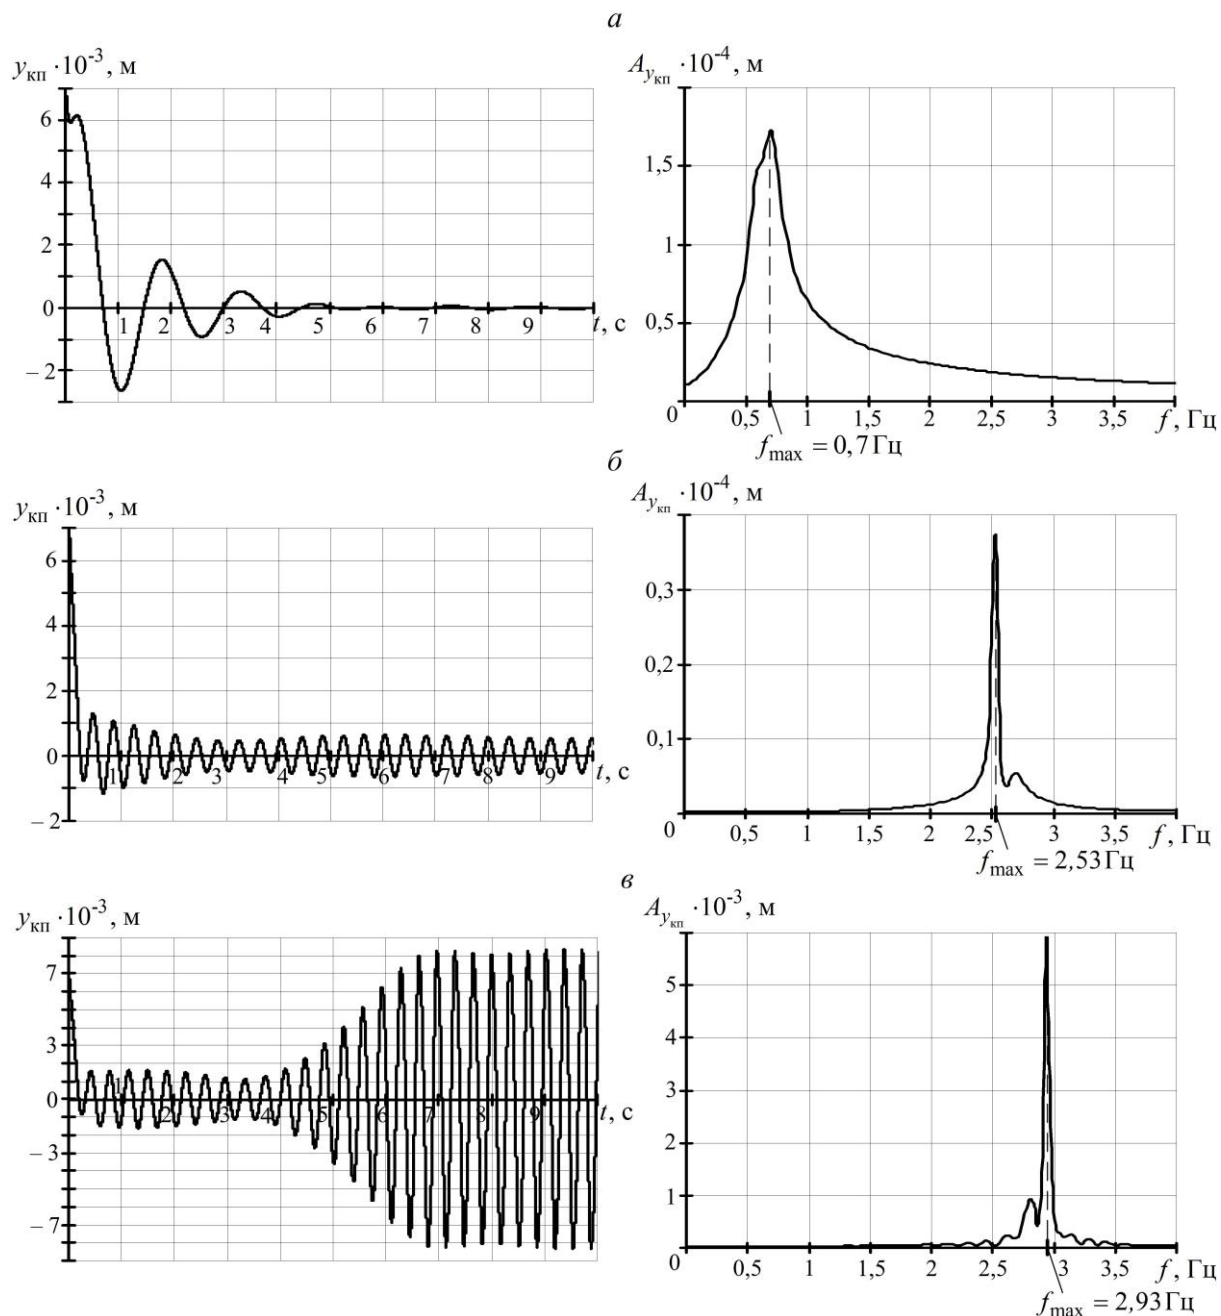 а
y_кп ·10⁻³, м
6
4
2
0
–2
1 2 3 4 5 6 7 8 9 t, с
A_{y_кп} ·10⁻⁴, м
1,5
1
0,5
0 0,5 1 1,5 2 2,5 3 3,5 f, Гц
f_max = 0,7 Гц
б
y_кп ·10⁻³, м
6
4
2
0
–2
1 2 3 4 5 6 7 8 9 t, с
A_{y_кп} ·10⁻⁴, м
0,3
0,2
0,1
0 0,5 1 1,5 2 2,5 3 3,5 f, Гц
f_max = 2,53 Гц
в
y_кп ·10⁻³, м
7
3
0
–3
–7
1 2 3 4 5 6 7 8 9 t, с
A_{y_кп} ·10⁻³, м
5
4
3
2
1
0 0,5 1 1,5 2 2,5 3 3,5 f, Гц
f_max = 2,93 Гц